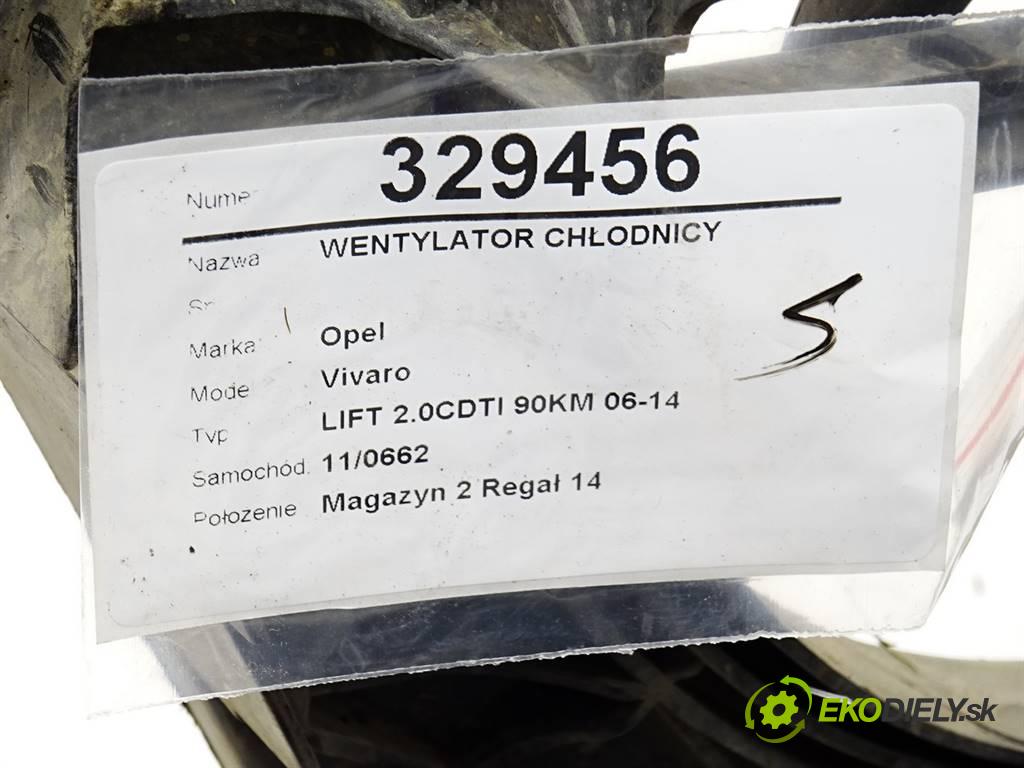 Nume 329456
Nazwa WENTYLATOR CHŁODNICY
Marka Opel
Mode Vivaro
Typ LIFT 2.0CDTI 90KM 06-14
Samochód. 11/0662
Położenie Magazyn 2 Regał 14
5
EKODIELY.sk